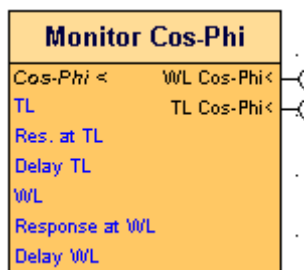 Monitor Cos-Phi
Cos-Phi < WL Cos-Phi<
TL TL Cos-Phi<
Res. at TL
Delay TL
WL
Response at WL
Delay WL